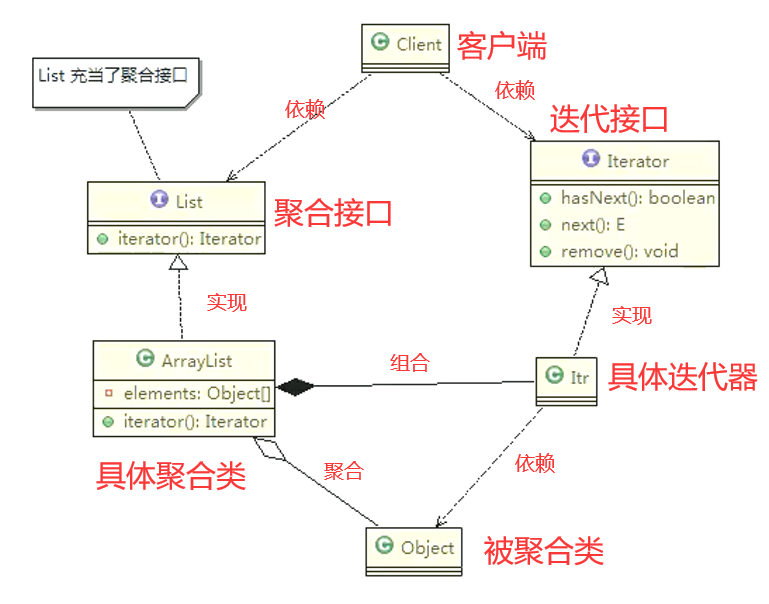 Client
客户端
List 充当了聚合接口
依赖
依赖
迭代接口
Iterator
hasNext(): boolean
next(): E
remove(): void
List
iterator(): Iterator
聚合接口
实现
实现
ArrayList
elements: Object[]
iterator(): Iterator
组合
Itr
具体迭代器
具体聚合类
聚合
依赖
Object
被聚合类